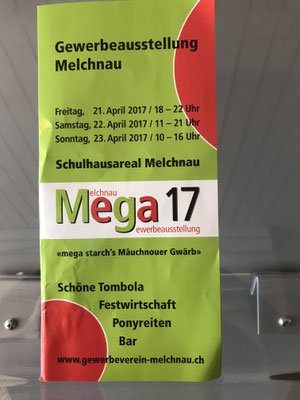 Gewerbeausstellung
Melchnau
Freitag, 21. April 2017 / 18 – 22 Uhr
Samstag, 22. April 2017 / 11 – 21 Uhr
Sonntag, 23. April 2017 / 10 – 16 Uhr
Schulhausareal Melchnau
elchnau
Mega 17
ewerbeausstellung
«mega starch's Mäuchnouer Gwärb»
Schöne Tombola
Festwirtschaft
Ponyreiten
Bar
www.gewerbeverein-melchnau.ch